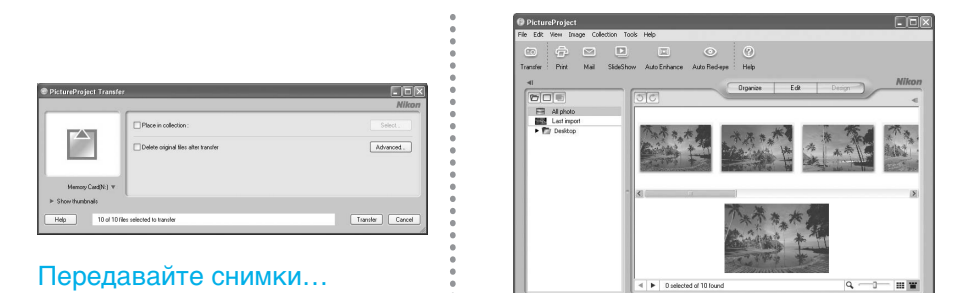 PictureProject Transfer
Nikon
Place in collection :
Select...
Delete original files after transfer
Advanced...
Memory Card(N:)
Show thumbnails
Help
10 of 10 files selected to transfer
Transfer
Cancel
Передавайте снимки…
PictureProject
File Edit View Image Collection Tools Help
Transfer Print Mail SlideShow Auto Enhance Auto Red-eye Help
Nikon
Organize Edit Design
All photo
Last import
Desktop
0 selected of 10 found